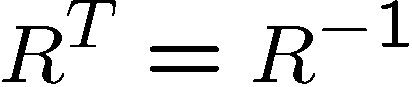 R^T = R^{-1}